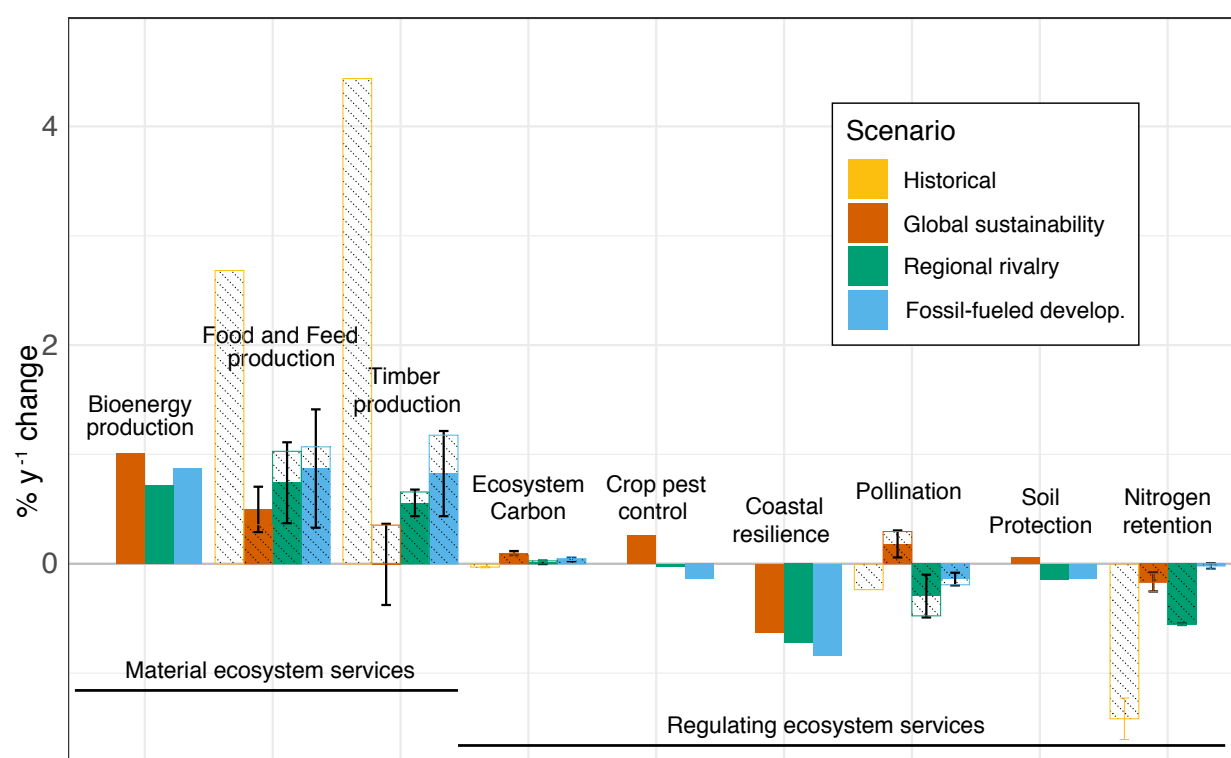 % y⁻¹ change
4
2
0
Scenario
Historical
Global sustainability
Regional rivalry
Fossil-fueled develop.
Bioenergy
production
Food and Feed
production
Timber
production
Ecosystem
Carbon
Crop pest
control
Coastal
resilience
Pollination
Soil
Protection
Nitrogen
retention
Material ecosystem services
Regulating ecosystem services